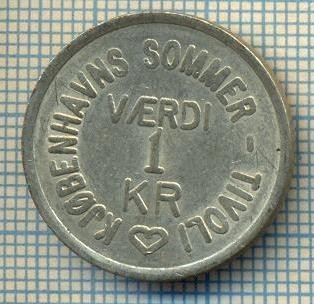 KJØBENHAVNS SOMMER-TIVOLI
VÆRDI
1
KR